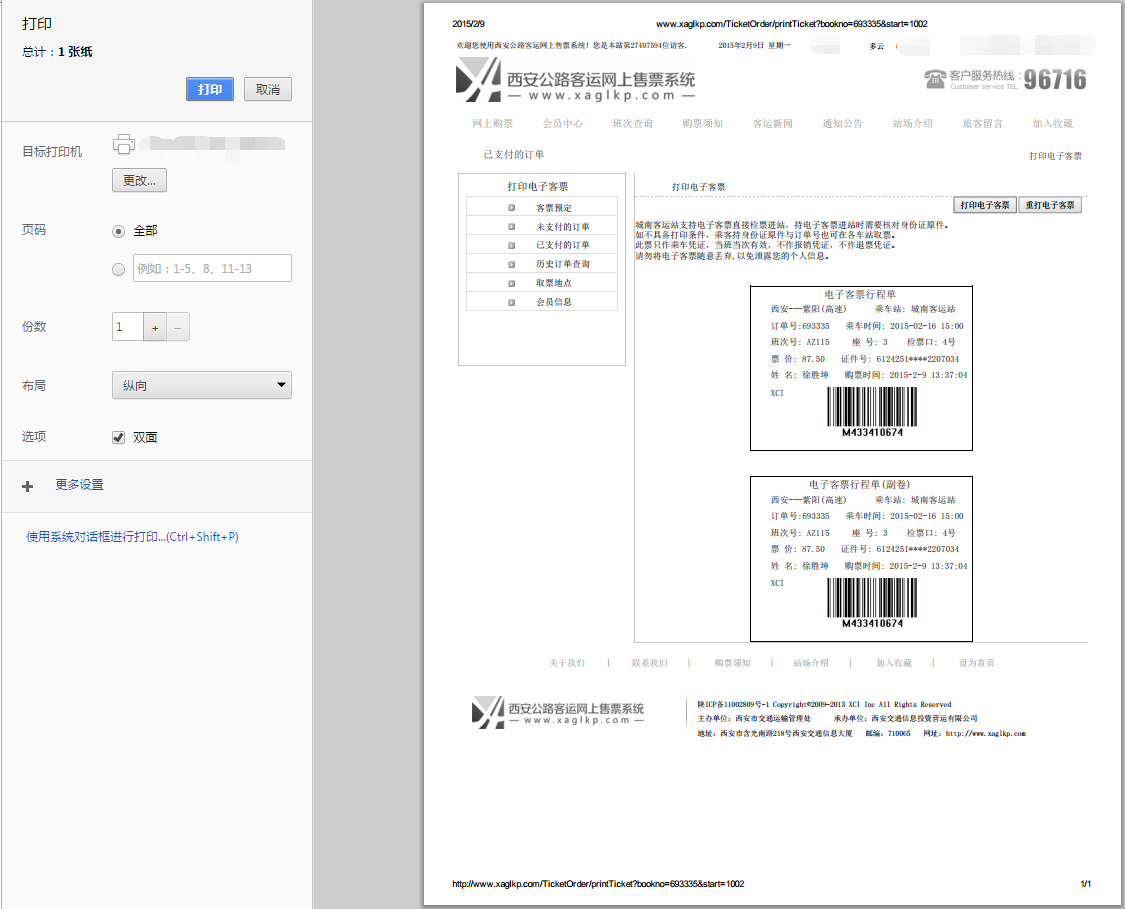 打印
总计：1 张纸
打印 取消
目标打印机
更改...
页码 全部
例如：1-5、8、11-13
份数 1 + −
布局 纵向
选项 双面
更多设置
使用系统对话框进行打印...(Ctrl+Shift+P)
2015/2/9 www.xaglkp.com/TicketOrder/printTicket?bookno=693335&start=1002
欢迎您使用西安公路客运网上售票系统！您是本站第27407594位访客. 2015年2月9日 星期一 多云
西安公路客运网上售票系统
www.xaglkp.com
客户服务热线：96716
Customer service TEL:
网上购票 会员中心 班次查询 购票须知 客运新闻 通知公告 站场介绍 旅客留言 加入收藏
已支付的订单 打印电子客票
打印电子客票
客票预定
未支付的订单
已支付的订单
历史订单查询
取票地点
会员信息
打印电子客票
打印电子客票 重打电子客票
城南客运站支持电子客票直接检票进站，持电子客票进站时需要核对身份证原件。
如不具备打印条件，乘客持身份证原件与订单号也可在各车站取票。
此票只作乘车凭证，当班当次有效，不作报销凭证，不作退票凭证。
请勿将电子客票随意丢弃,以免泄露您的个人信息。
电子客票行程单
西安---紫阳(高速) 乘车站: 城南客运站
订单号:693335 乘车时间: 2015-02-16 15:00
班次号: AZ115 座 号: 3 检票口: 4号
票 价: 87.50 证件号: 6124251****2207034
姓 名: 徐胜坤 购票时间: 2015-2-9 13:37:04
XCI
M433410674
电子客票行程单(副卷)
西安---紫阳(高速) 乘车站: 城南客运站
订单号:693335 乘车时间: 2015-02-16 15:00
班次号: AZ115 座 号: 3 检票口: 4号
票 价: 87.50 证件号: 6124251****2207034
姓 名: 徐胜坤 购票时间: 2015-2-9 13:37:04
XCI
M433410674
关于我们 | 联系我们 | 购票须知 | 站场介绍 | 加入收藏 | 设为首页
西安公路客运网上售票系统
www.xaglkp.com
陕ICP备11002809号-1 Copyright©2009-2013 XCI Inc All Rights Reserved
主办单位：西安市交通运输管理处 承办单位：西安交通信息投资营运有限公司
地址：西安市含光南路218号西安交通信息大厦 邮编：710065 网址：http://www.xaglkp.com
http://www.xaglkp.com/TicketOrder/printTicket?bookno=693335&start=1002 1/1